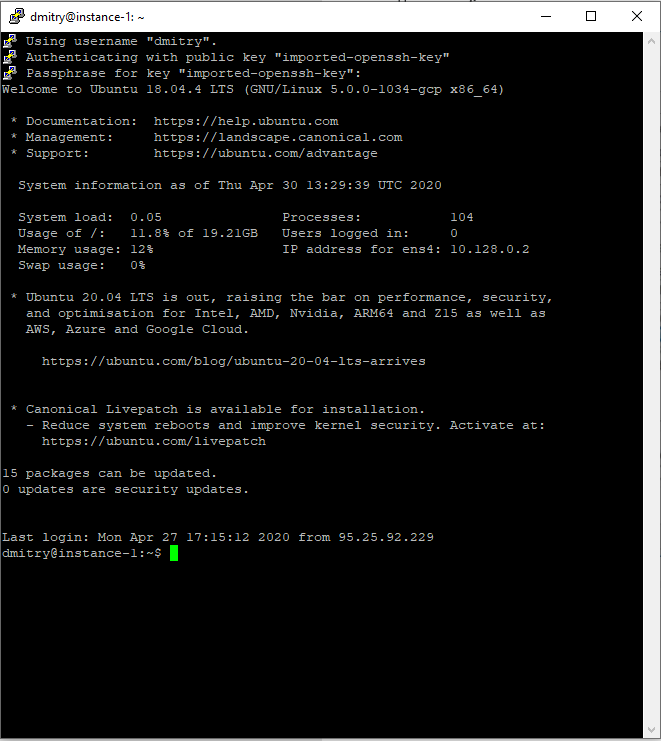 dmitry@instance-1: ~
Using username "dmitry".
Authenticating with public key "imported-openssh-key"
Passphrase for key "imported-openssh-key":
Welcome to Ubuntu 18.04.4 LTS (GNU/Linux 5.0.0-1034-gcp x86_64)
* Documentation:  https://help.ubuntu.com
* Management:     https://landscape.canonical.com
* Support:        https://ubuntu.com/advantage
System information as of Thu Apr 30 13:29:39 UTC 2020
System load:  0.05               Processes:           104
Usage of /:   11.8% of 19.21GB   Users logged in:     0
Memory usage: 12%                IP address for ens4: 10.128.0.2
Swap usage:   0%
* Ubuntu 20.04 LTS is out, raising the bar on performance, security,
and optimisation for Intel, AMD, Nvidia, ARM64 and Z15 as well as
AWS, Azure and Google Cloud.
https://ubuntu.com/blog/ubuntu-20-04-lts-arrives
* Canonical Livepatch is available for installation.
- Reduce system reboots and improve kernel security. Activate at:
https://ubuntu.com/livepatch
15 packages can be updated.
0 updates are security updates.
Last login: Mon Apr 27 17:15:12 2020 from 95.25.92.229
dmitry@instance-1:~$